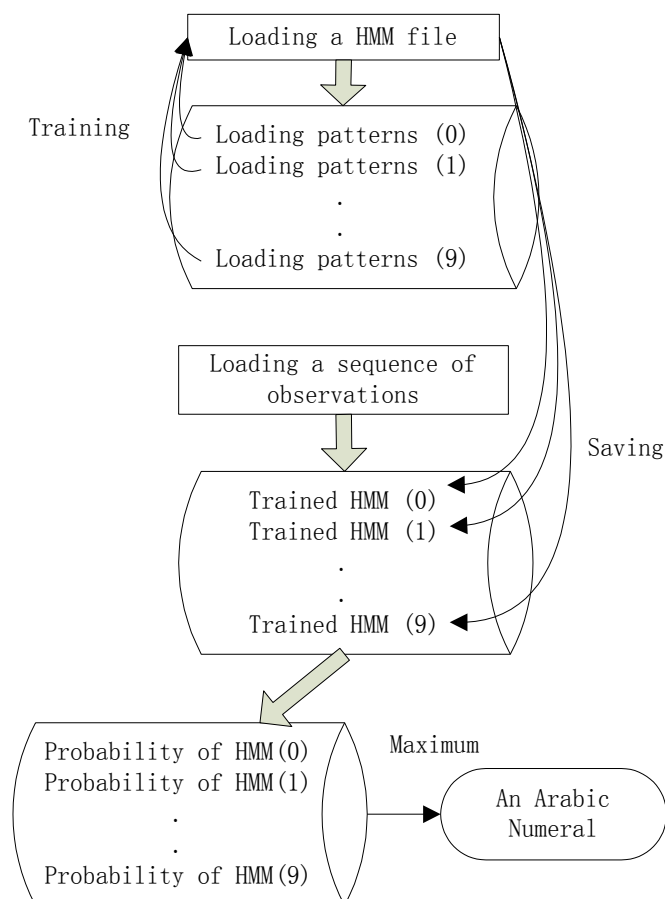 Loading a HMM file
Training
Loading patterns (0)
Loading patterns (1)
.
.
Loading patterns (9)
Loading a sequence of
observations
Saving
Trained HMM (0)
Trained HMM (1)
.
.
Trained HMM (9)
Probability of HMM(0)
Probability of HMM(1)
.
.
Probability of HMM(9)
Maximum
An Arabic
Numeral